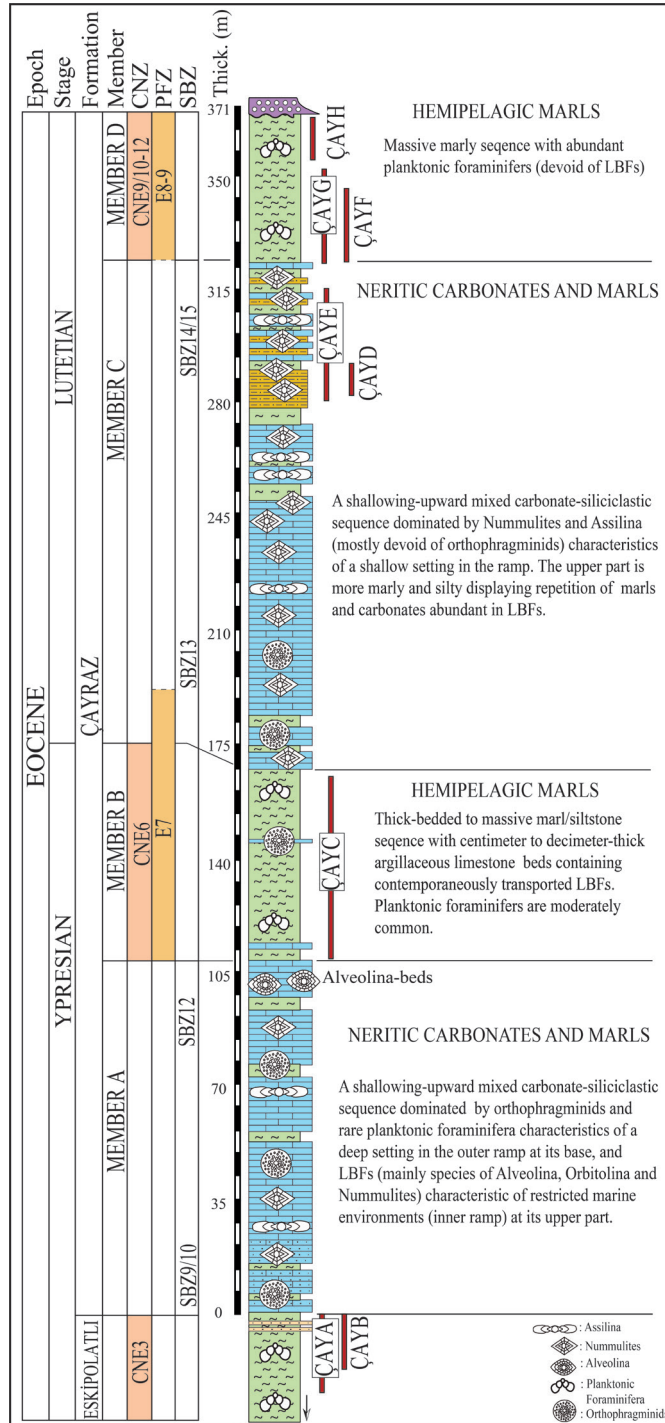 Epoch
Stage
Formation
Member
CNZ
PFZ
SBZ
Thick. (m)
EOCENE
LUTETIAN
YPRESIAN
ÇAYRAZ
ESKİPOLATLI
MEMBER D
MEMBER C
MEMBER B
MEMBER A
CNE9/10-12
CNE6
CNE3
E8-9
E7
SBZ14/15
SBZ13
SBZ12
SBZ9/10
371
350
315
280
245
210
175
140
105
70
35
0
ÇAYH
ÇAYG
ÇAYF
ÇAYE
ÇAYD
ÇAYC
ÇAYA
ÇAYB
HEMIPELAGIC MARLS
Massive marly seqence with abundant
planktonic foraminifers (devoid of LBFs)
NERITIC CARBONATES AND MARLS
A shallowing-upward mixed carbonate-siliciclastic
sequence dominated by Nummulites and Assilina
(mostly devoid of orthophragminids) characteristics
of a shallow setting in the ramp. The upper part is
more marly and silty displaying repetition of marls
and carbonates abundant in LBFs.
HEMIPELAGIC MARLS
Thick-bedded to massive marl/siltstone
seqence with centimeter to decimeter-thick
argillaceous limestone beds containing
contemporaneously transported LBFs.
Planktonic foraminifers are moderately
common.
Alveolina-beds
NERITIC CARBONATES AND MARLS
A shallowing-upward mixed carbonate-siliciclastic
sequence dominated by orthophragminids and
rare planktonic foraminifera characteristics of a
deep setting in the outer ramp at its base, and
LBFs (mainly species of Alveolina, Orbitolina and
Nummulites) characteristic of restricted marine
environments (inner ramp) at its upper part.
: Assilina
: Nummulites
: Alveolina
: Planktonic
Foraminifera
: Orthophragminids